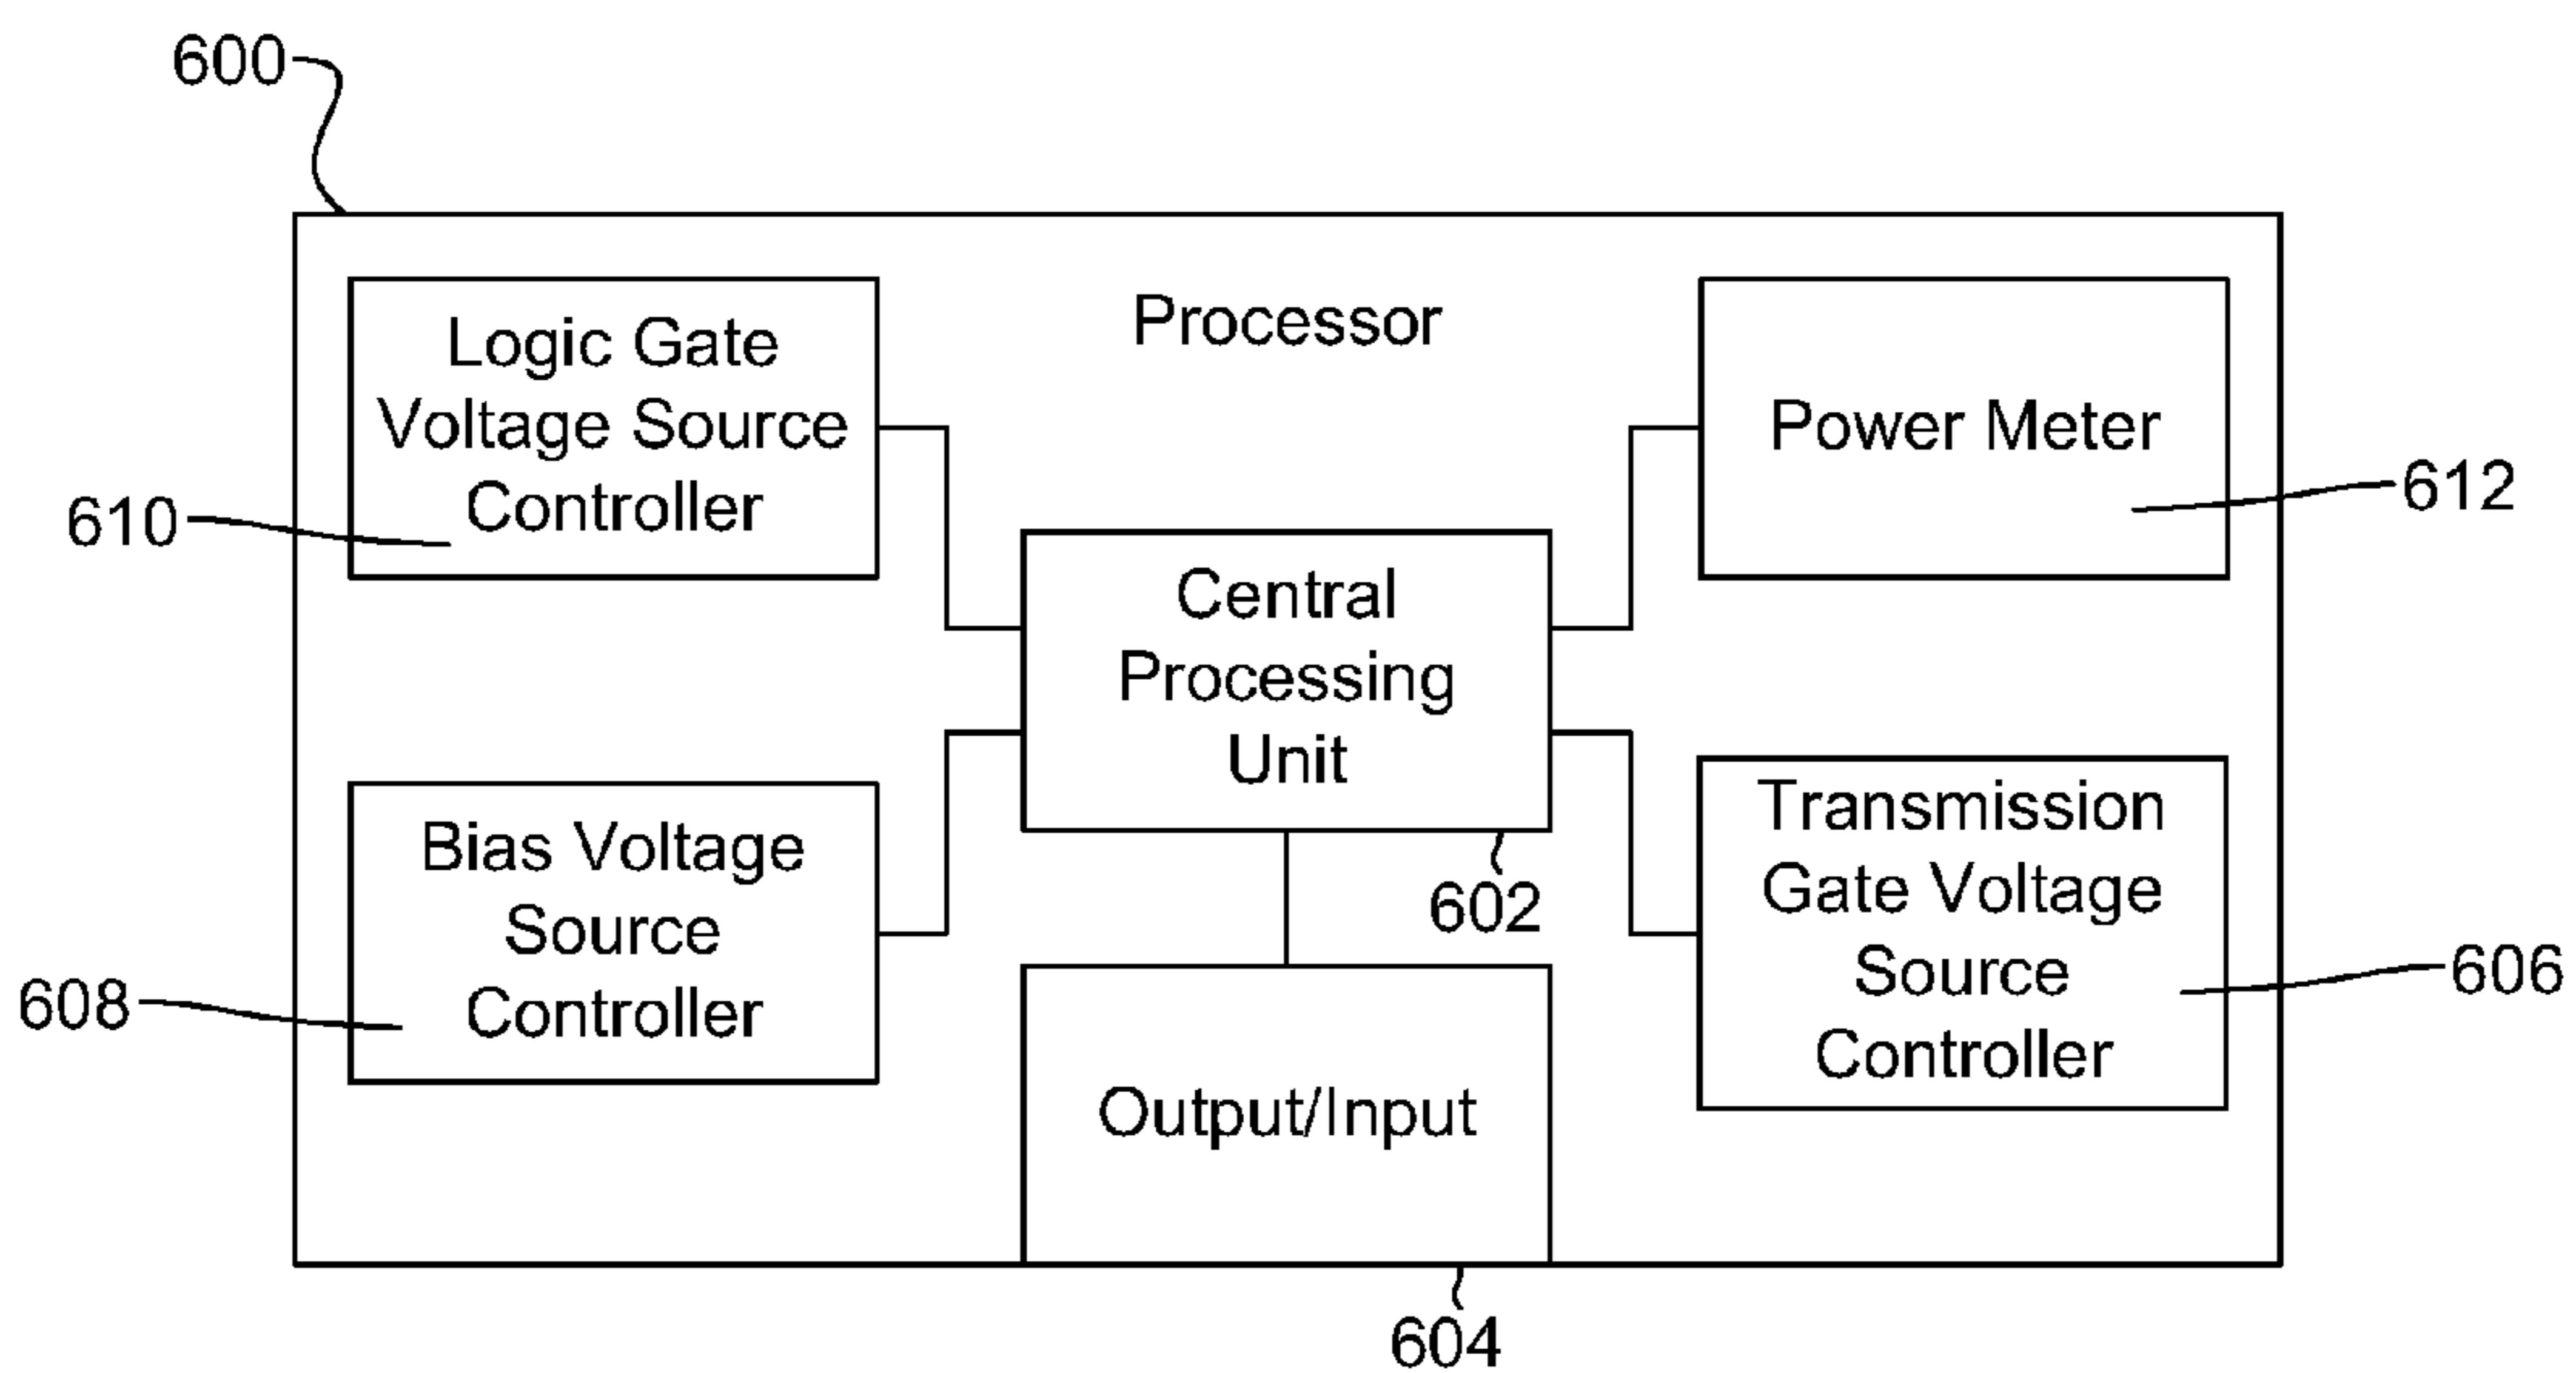 600
Processor
Logic Gate
Voltage Source
Controller
610
Power Meter
612
Central
Processing
Unit
602
Bias Voltage
Source
Controller
608
Transmission
Gate Voltage
Source
Controller
606
Output/Input
604